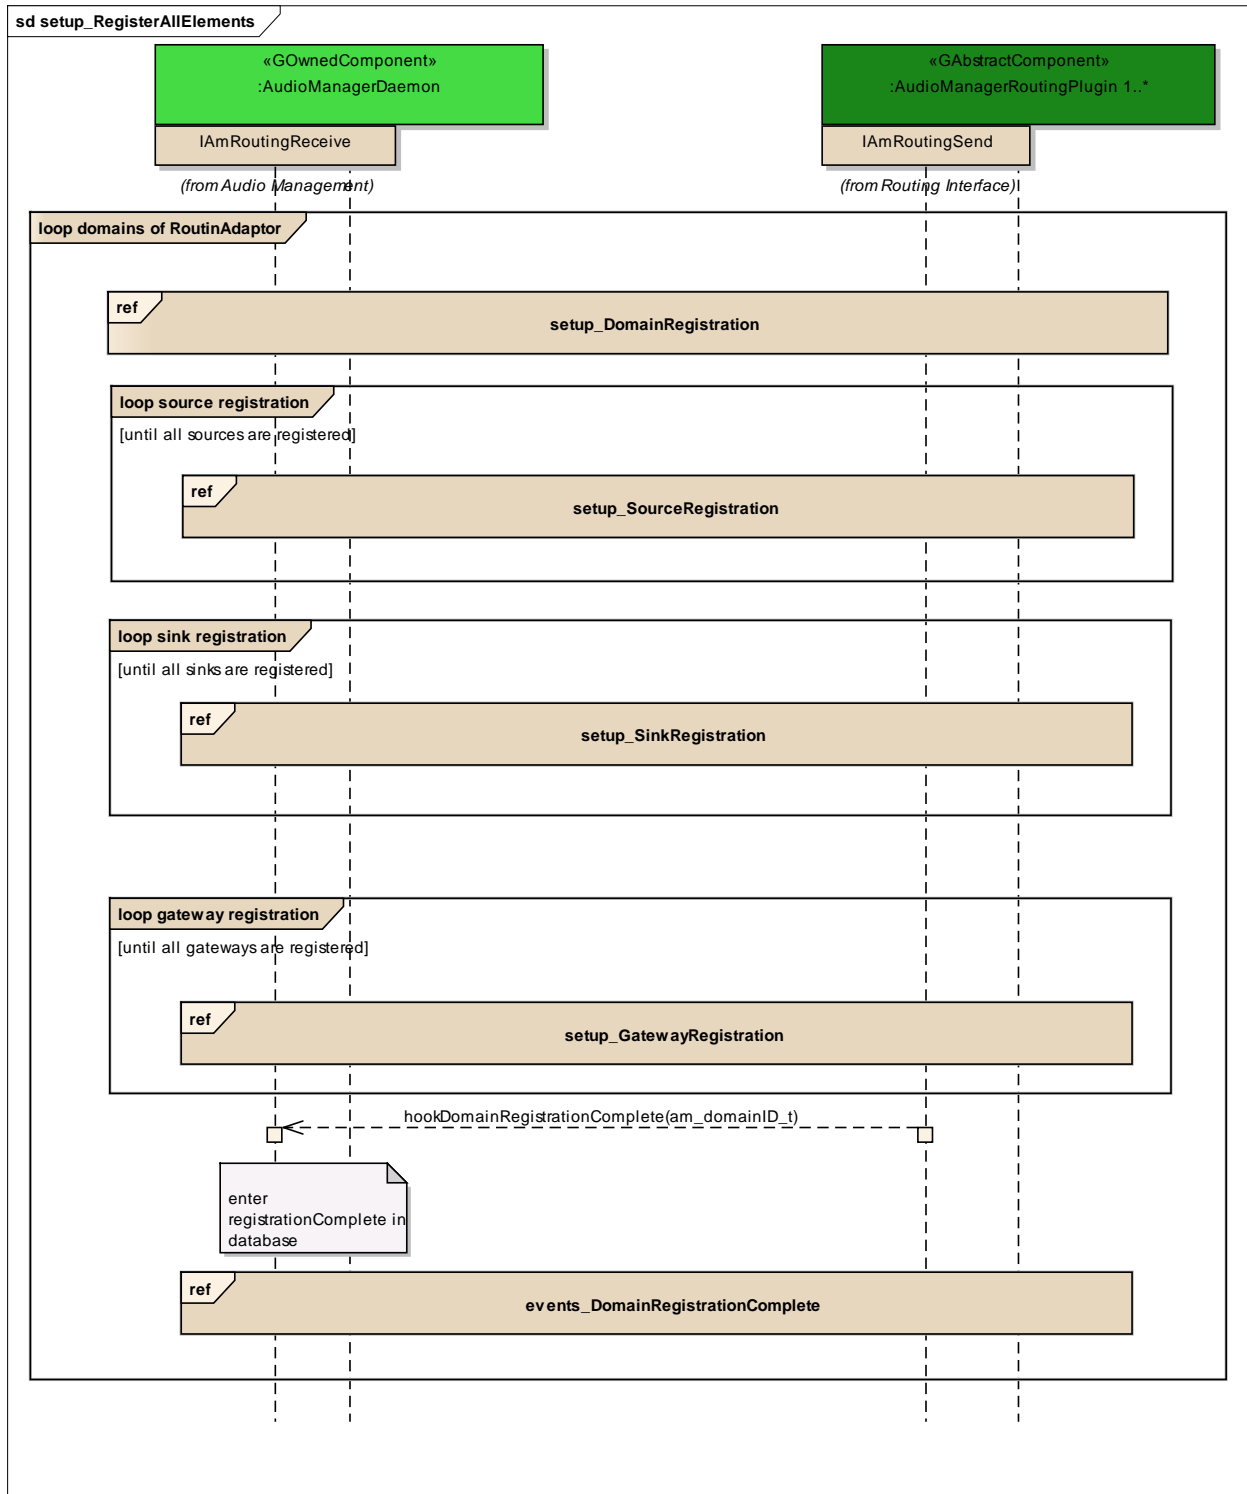 sd setup_RegisterAllElements
«GOwnedComponent»
:AudioManagerDaemon
«GAbstractComponent»
:AudioManagerRoutingPlugin 1..*
IAmRoutingReceive
IAmRoutingSend
(from Audio Management)
(from Routing Interface)
loop domains of RoutinAdaptor
ref
setup_DomainRegistration
loop source registration
[until all sources are registered]
ref
setup_SourceRegistration
loop sink registration
[until all sinks are registered]
ref
setup_SinkRegistration
loop gateway registration
[until all gateways are registered]
ref
setup_GatewayRegistration
hookDomainRegistrationComplete(am_domainID_t)
enter
registrationComplete in
database
ref
events_DomainRegistrationComplete